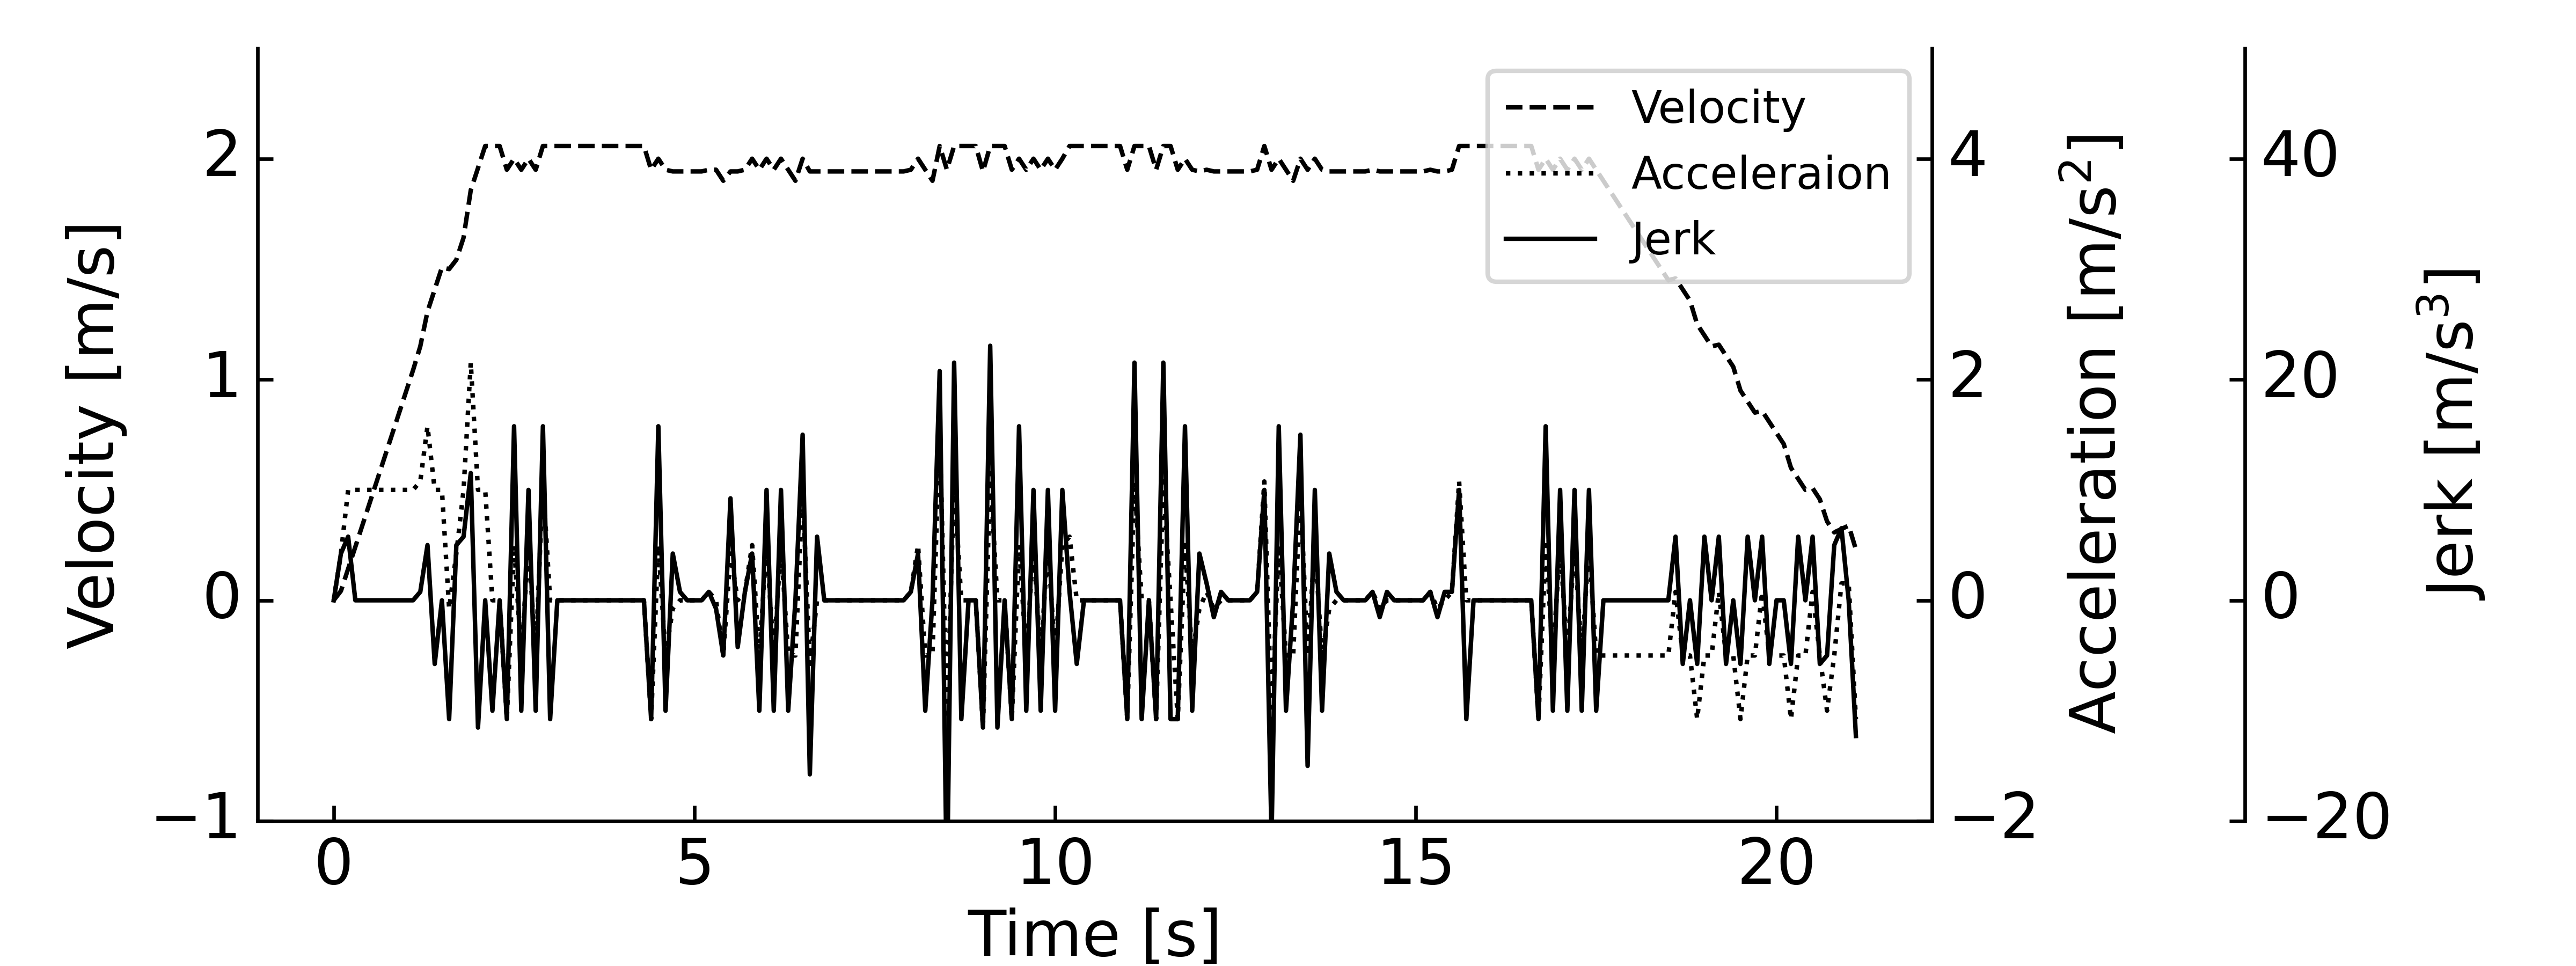 Velocity [m/s]
2
1
0
−1
0
5
10
15
20
Time [s]
Velocity
Acceleraion
Jerk
4
2
0
−2
Acceleration [m/s²]
40
20
0
−20
Jerk [m/s³]